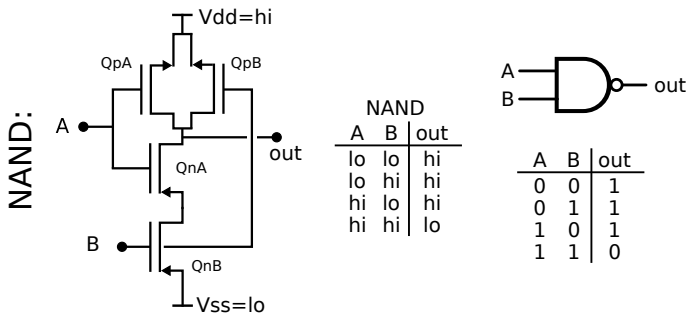 NAND:
Vdd=hi
QpA QpB
A
out
QnA
B
QnB
Vss=lo
NAND
A B out
lo lo hi
lo hi hi
hi lo hi
hi hi lo
A
B
out
A B out
0 0 1
0 1 1
1 0 1
1 1 0